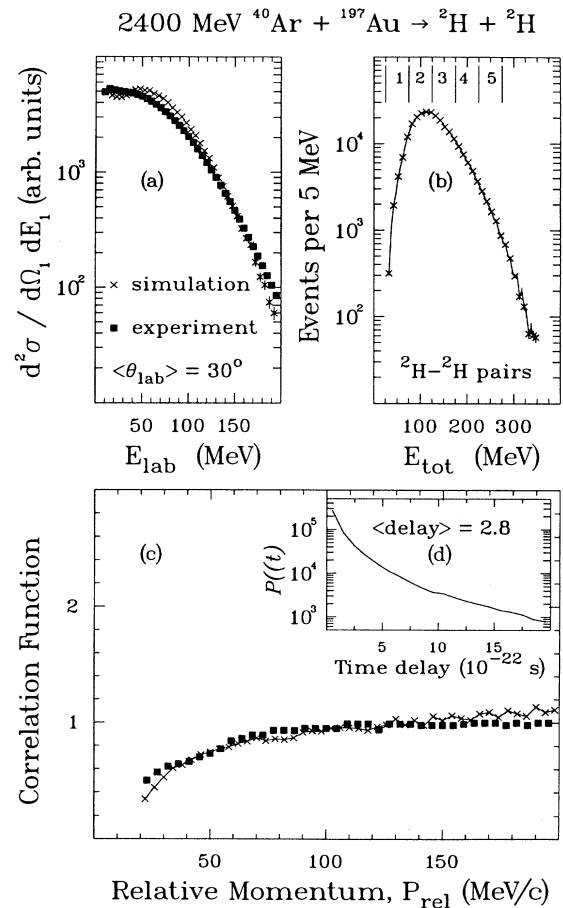 2400 MeV ⁴⁰Ar + ¹⁹⁷Au → ²H + ²H
d²σ / dΩ₁ dE₁ (arb. units)
10³
10²
(a)
× simulation
■ experiment
⟨θlab⟩ = 30°
50 100 150
E_lab (MeV)
Events per 5 MeV
10⁴
10³
10²
1 2 3 4 5
(b)
²H–²H pairs
100 200 300
E_tot (MeV)
Correlation Function
2
1
(c)
P((t)
10⁵
10⁴
10³
<delay> = 2.8
(d)
5 10 15
Time delay (10⁻²² s)
50 100 150
Relative Momentum, P_rel (MeV/c)